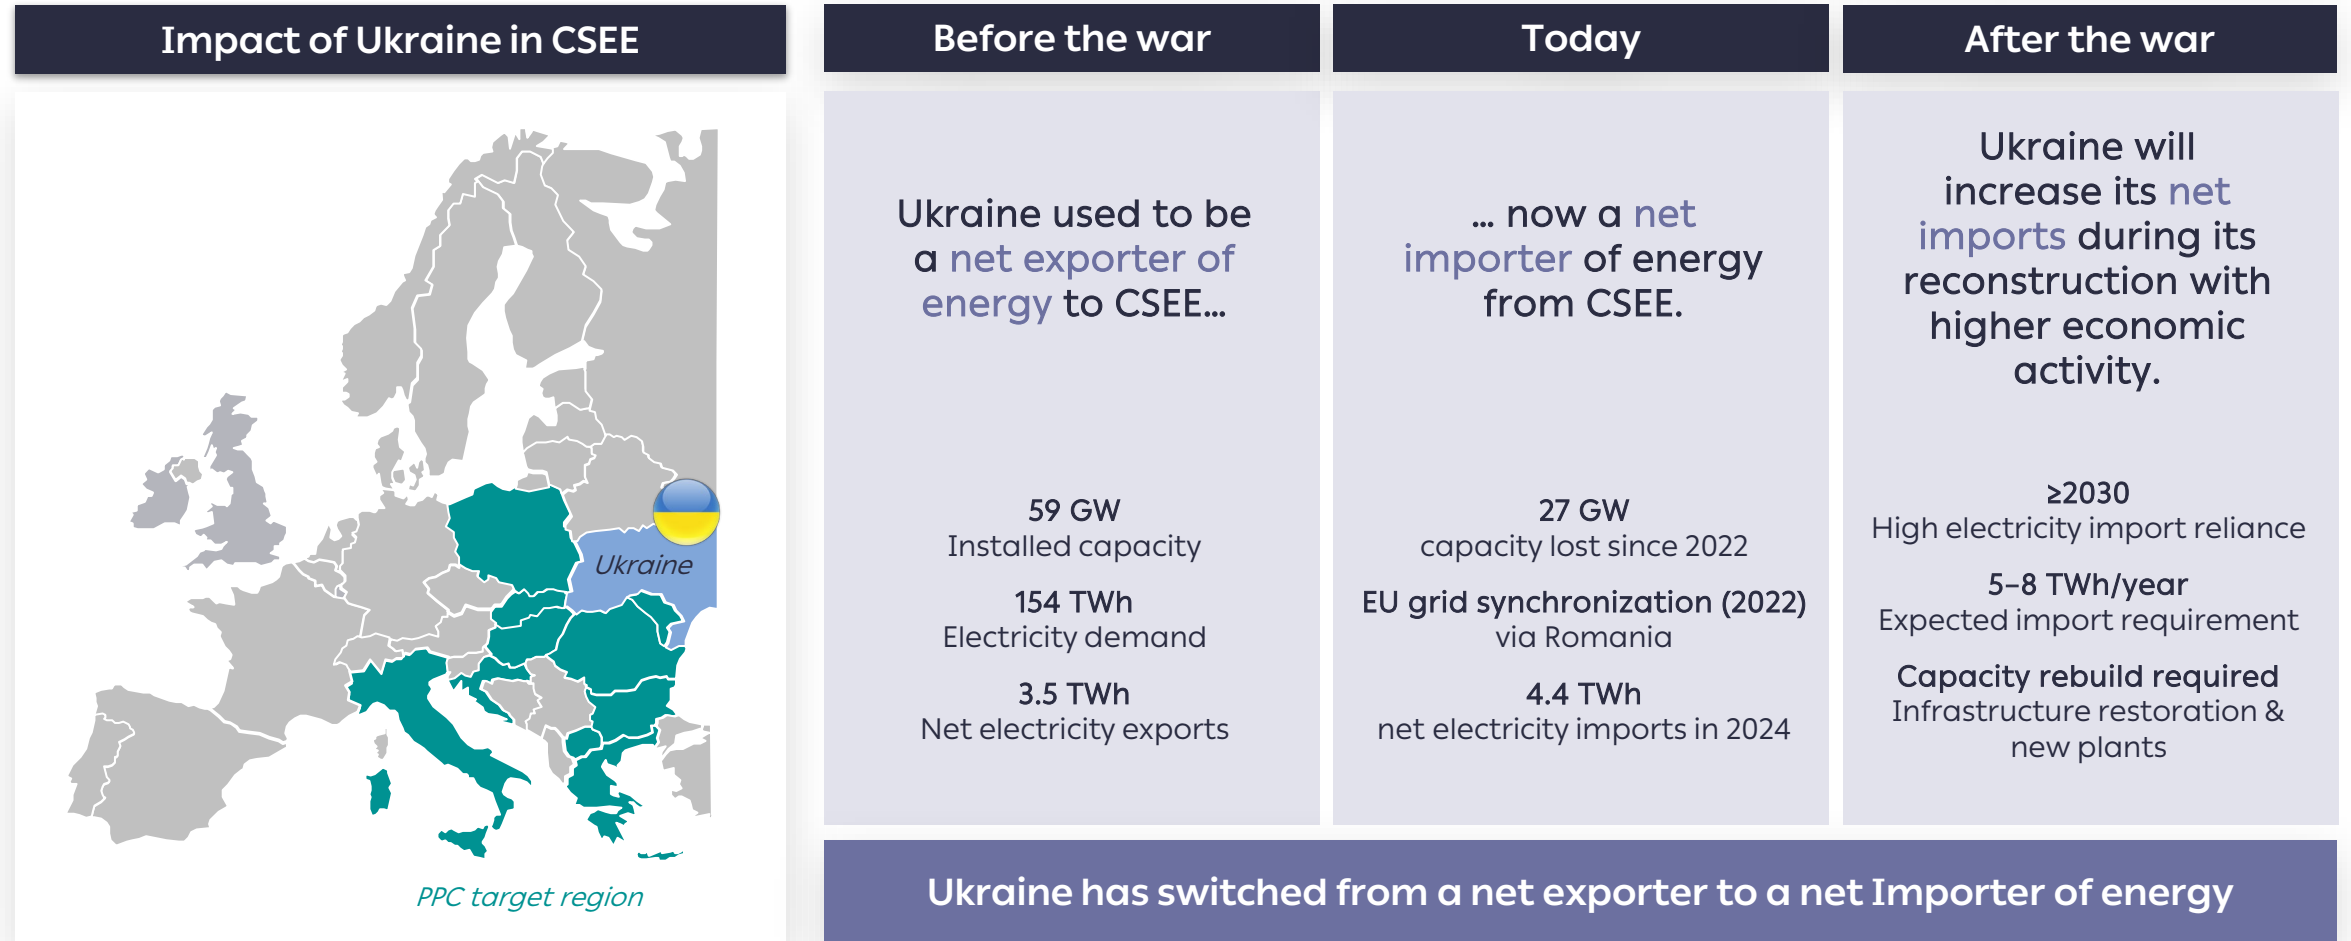 Impact of Ukraine in CSEE
Ukraine
PPC target region
Before the war
Ukraine used to be
a net exporter of
energy to CSEE...
59 GW
Installed capacity
154 TWh
Electricity demand
3.5 TWh
Net electricity exports
Today
... now a net
importer of energy
from CSEE.
27 GW
capacity lost since 2022
EU grid synchronization (2022)
via Romania
4.4 TWh
net electricity imports in 2024
After the war
Ukraine will
increase its net
imports during its
reconstruction with
higher economic
activity.
≥2030
High electricity import reliance
5–8 TWh/year
Expected import requirement
Capacity rebuild required
Infrastructure restoration &
new plants
Ukraine has switched from a net exporter to a net Importer of energy